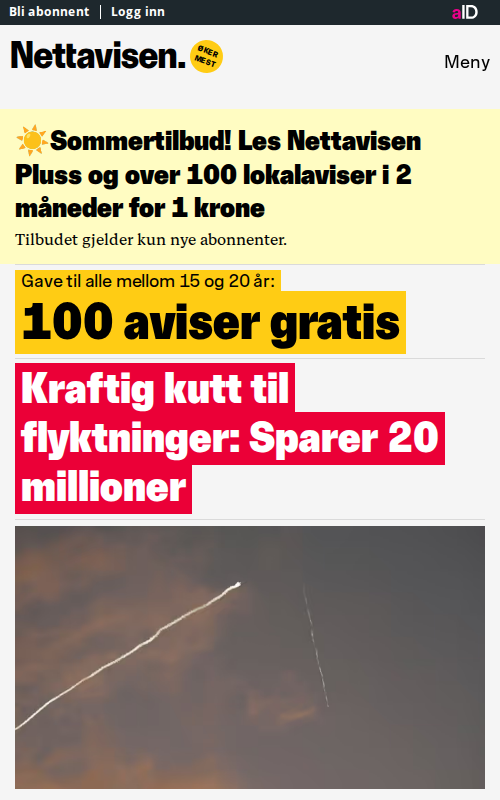 Bli abonnent
Logg inn
aID
Nettavisen.
ØKER
MEST
Meny
☀️Sommertilbud! Les Nettavisen
Pluss og over 100 lokalaviser i 2
måneder for 1 krone
Tilbudet gjelder kun nye abonnenter.
Gave til alle mellom 15 og 20 år:
100 aviser gratis
Kraftig kutt til
flyktninger: Sparer 20
millioner